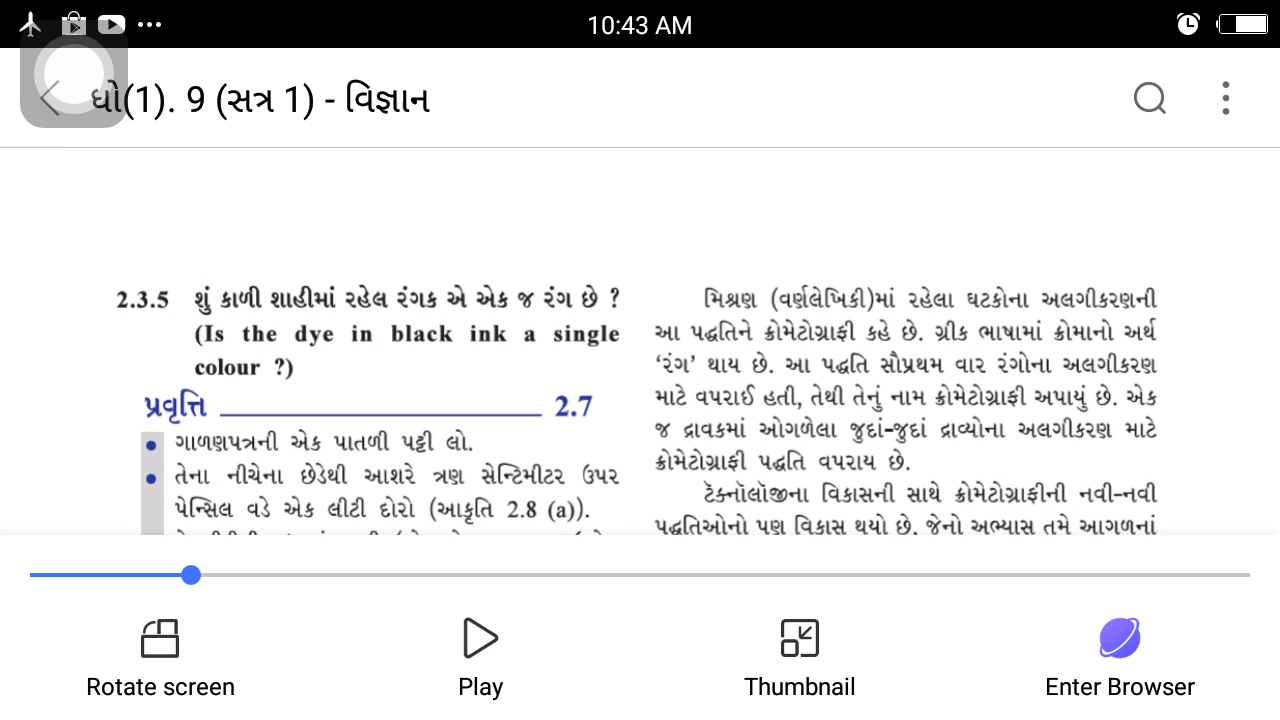 10:43 AM
ધો(1). 9 (સત્ર 1) - વિજ્ઞાન
2.3.5 શું કાળી શાહીમાં રહેલ રંગક એ એક જ રંગ છે ?
(Is the dye in black ink a single
colour ?)
પ્રવૃત્તિ 2.7
• ગાળણપત્રની એક પાતળી પટ્ટી લો.
• તેના નીચેના છેડેથી આશરે ત્રણ સેન્ટિમીટર ઉપર
પેન્સિલ વડે એક લીટી દોરો (આકૃતિ 2.8 (a)).
મિશ્રણ (વર્ણલેખિકી)માં રહેલા ઘટકોના અલગીકરણની
આ પદ્ધતિને ક્રોમેટોગ્રાફી કહે છે. ગ્રીક ભાષામાં ક્રોમાનો અર્થ
‘રંગ’ થાય છે. આ પદ્ધતિ સૌપ્રથમ વાર રંગોના અલગીકરણ
માટે વપરાઈ હતી, તેથી તેનું નામ ક્રોમેટોગ્રાફી અપાયું છે. એક
જ દ્રાવકમાં ઓગળેલા જુદાં-જુદાં દ્રાવ્યોના અલગીકરણ માટે
ક્રોમેટોગ્રાફી પદ્ધતિ વપરાય છે.
ટૅક્નૉલૉજીના વિકાસની સાથે ક્રોમેટોગ્રાફીની નવી-નવી
પદ્ધતિઓનો પણ વિકાસ થયો છે. જેનો અભ્યાસ તમે આગળનાં
Rotate screen
Play
Thumbnail
Enter Browser